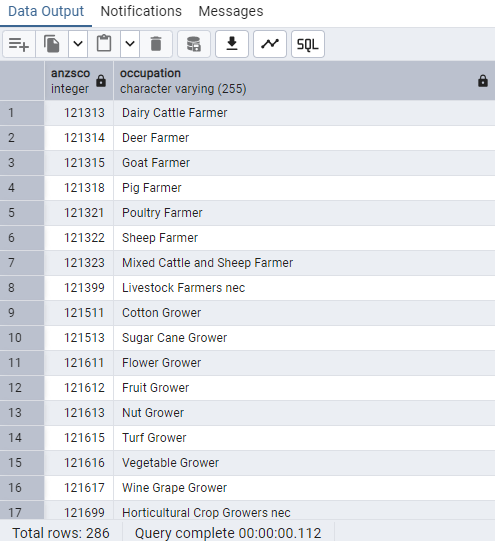 Data Output Notifications Messages
SQL
anzsco occupation
integer character varying (255)
1 121313 Dairy Cattle Farmer
2 121314 Deer Farmer
3 121315 Goat Farmer
4 121318 Pig Farmer
5 121321 Poultry Farmer
6 121322 Sheep Farmer
7 121323 Mixed Cattle and Sheep Farmer
8 121399 Livestock Farmers nec
9 121511 Cotton Grower
10 121513 Sugar Cane Grower
11 121611 Flower Grower
12 121612 Fruit Grower
13 121613 Nut Grower
14 121615 Turf Grower
15 121616 Vegetable Grower
16 121617 Wine Grape Grower
17 121699 Horticultural Crop Growers nec
Total rows: 286 Query complete 00:00:00.112